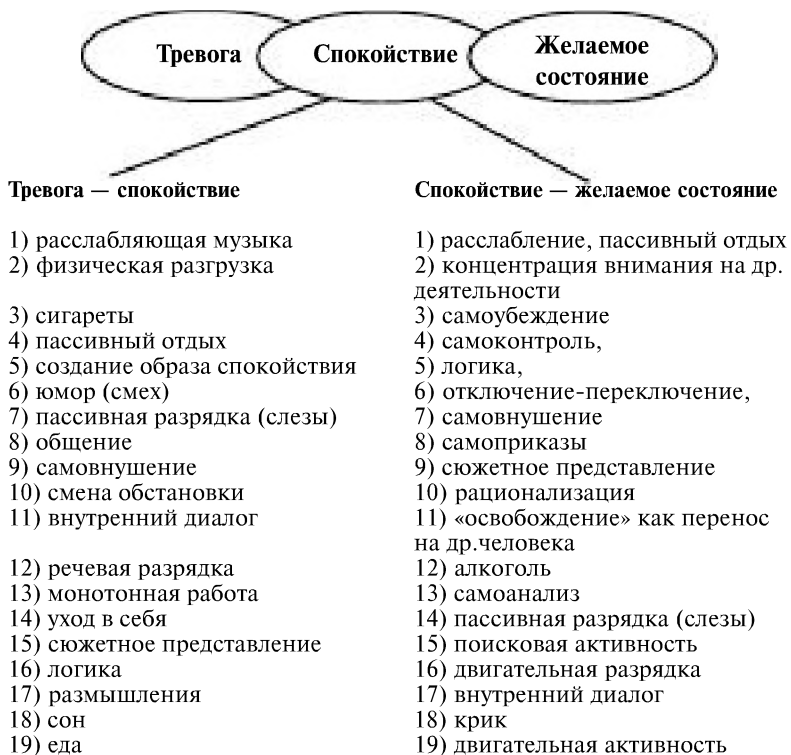 Тревога
Спокойствие
Желаемое
состояние
Тревога — спокойствие
1) расслабляющая музыка
2) физическая разгрузка
3) сигареты
4) пассивный отдых
5) создание образа спокойствия
6) юмор (смех)
7) пассивная разрядка (слезы)
8) общение
9) самовнушение
10) смена обстановки
11) внутренний диалог
12) речевая разрядка
13) монотонная работа
14) уход в себя
15) сюжетное представление
16) логика
17) размышления
18) сон
19) еда
Спокойствие — желаемое состояние
1) расслабление, пассивный отдых
2) концентрация внимания на др.
деятельности
3) самоубеждение
4) самоконтроль,
5) логика,
6) отключение-переключение,
7) самовнушение
8) самоприказы
9) сюжетное представление
10) рационализация
11) «освобождение» как перенос
на др.человека
12) алкоголь
13) самоанализ
14) пассивная разрядка (слезы)
15) поисковая активность
16) двигательная разрядка
17) внутренний диалог
18) крик
19) двигательная активность